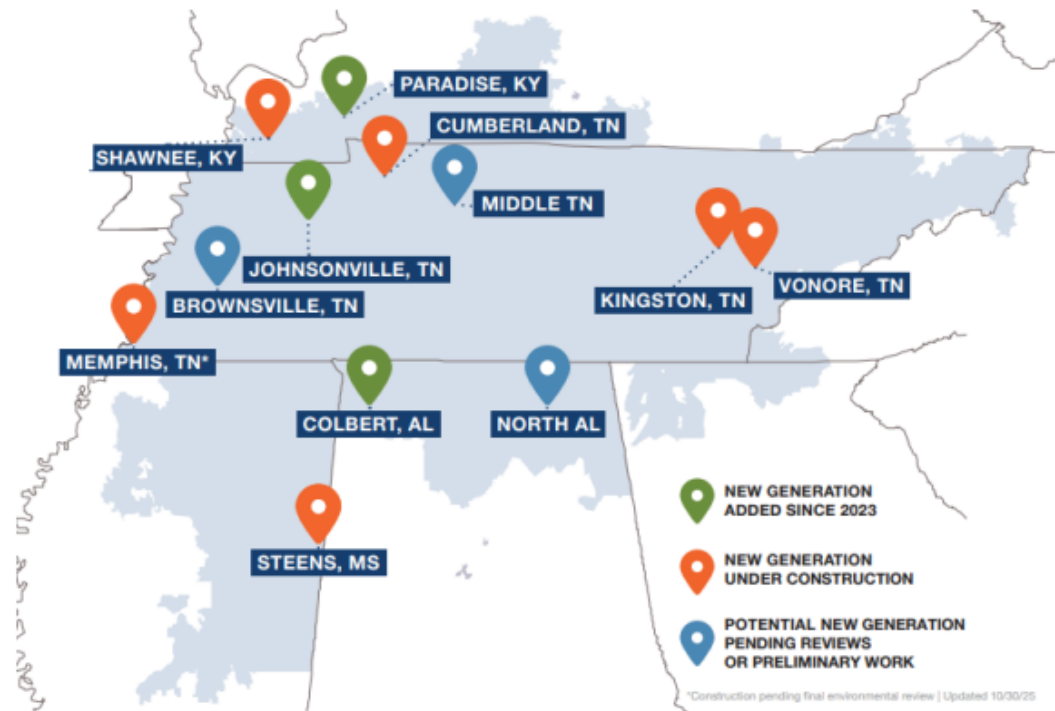 PARADISE, KY
CUMBERLAND, TN
SHAWNEE, KY
MIDDLE TN
JOHNSONVILLE, TN
BROWNSVILLE, TN
KINGSTON, TN
VONORE, TN
MEMPHIS, TN*
COLBERT, AL
NORTH AL
STEENS, MS
NEW GENERATION
ADDED SINCE 2023
NEW GENERATION
UNDER CONSTRUCTION
POTENTIAL NEW GENERATION
PENDING REVIEWS
OR PRELIMINARY WORK
*Construction pending final environmental review | Updated 10/30/25